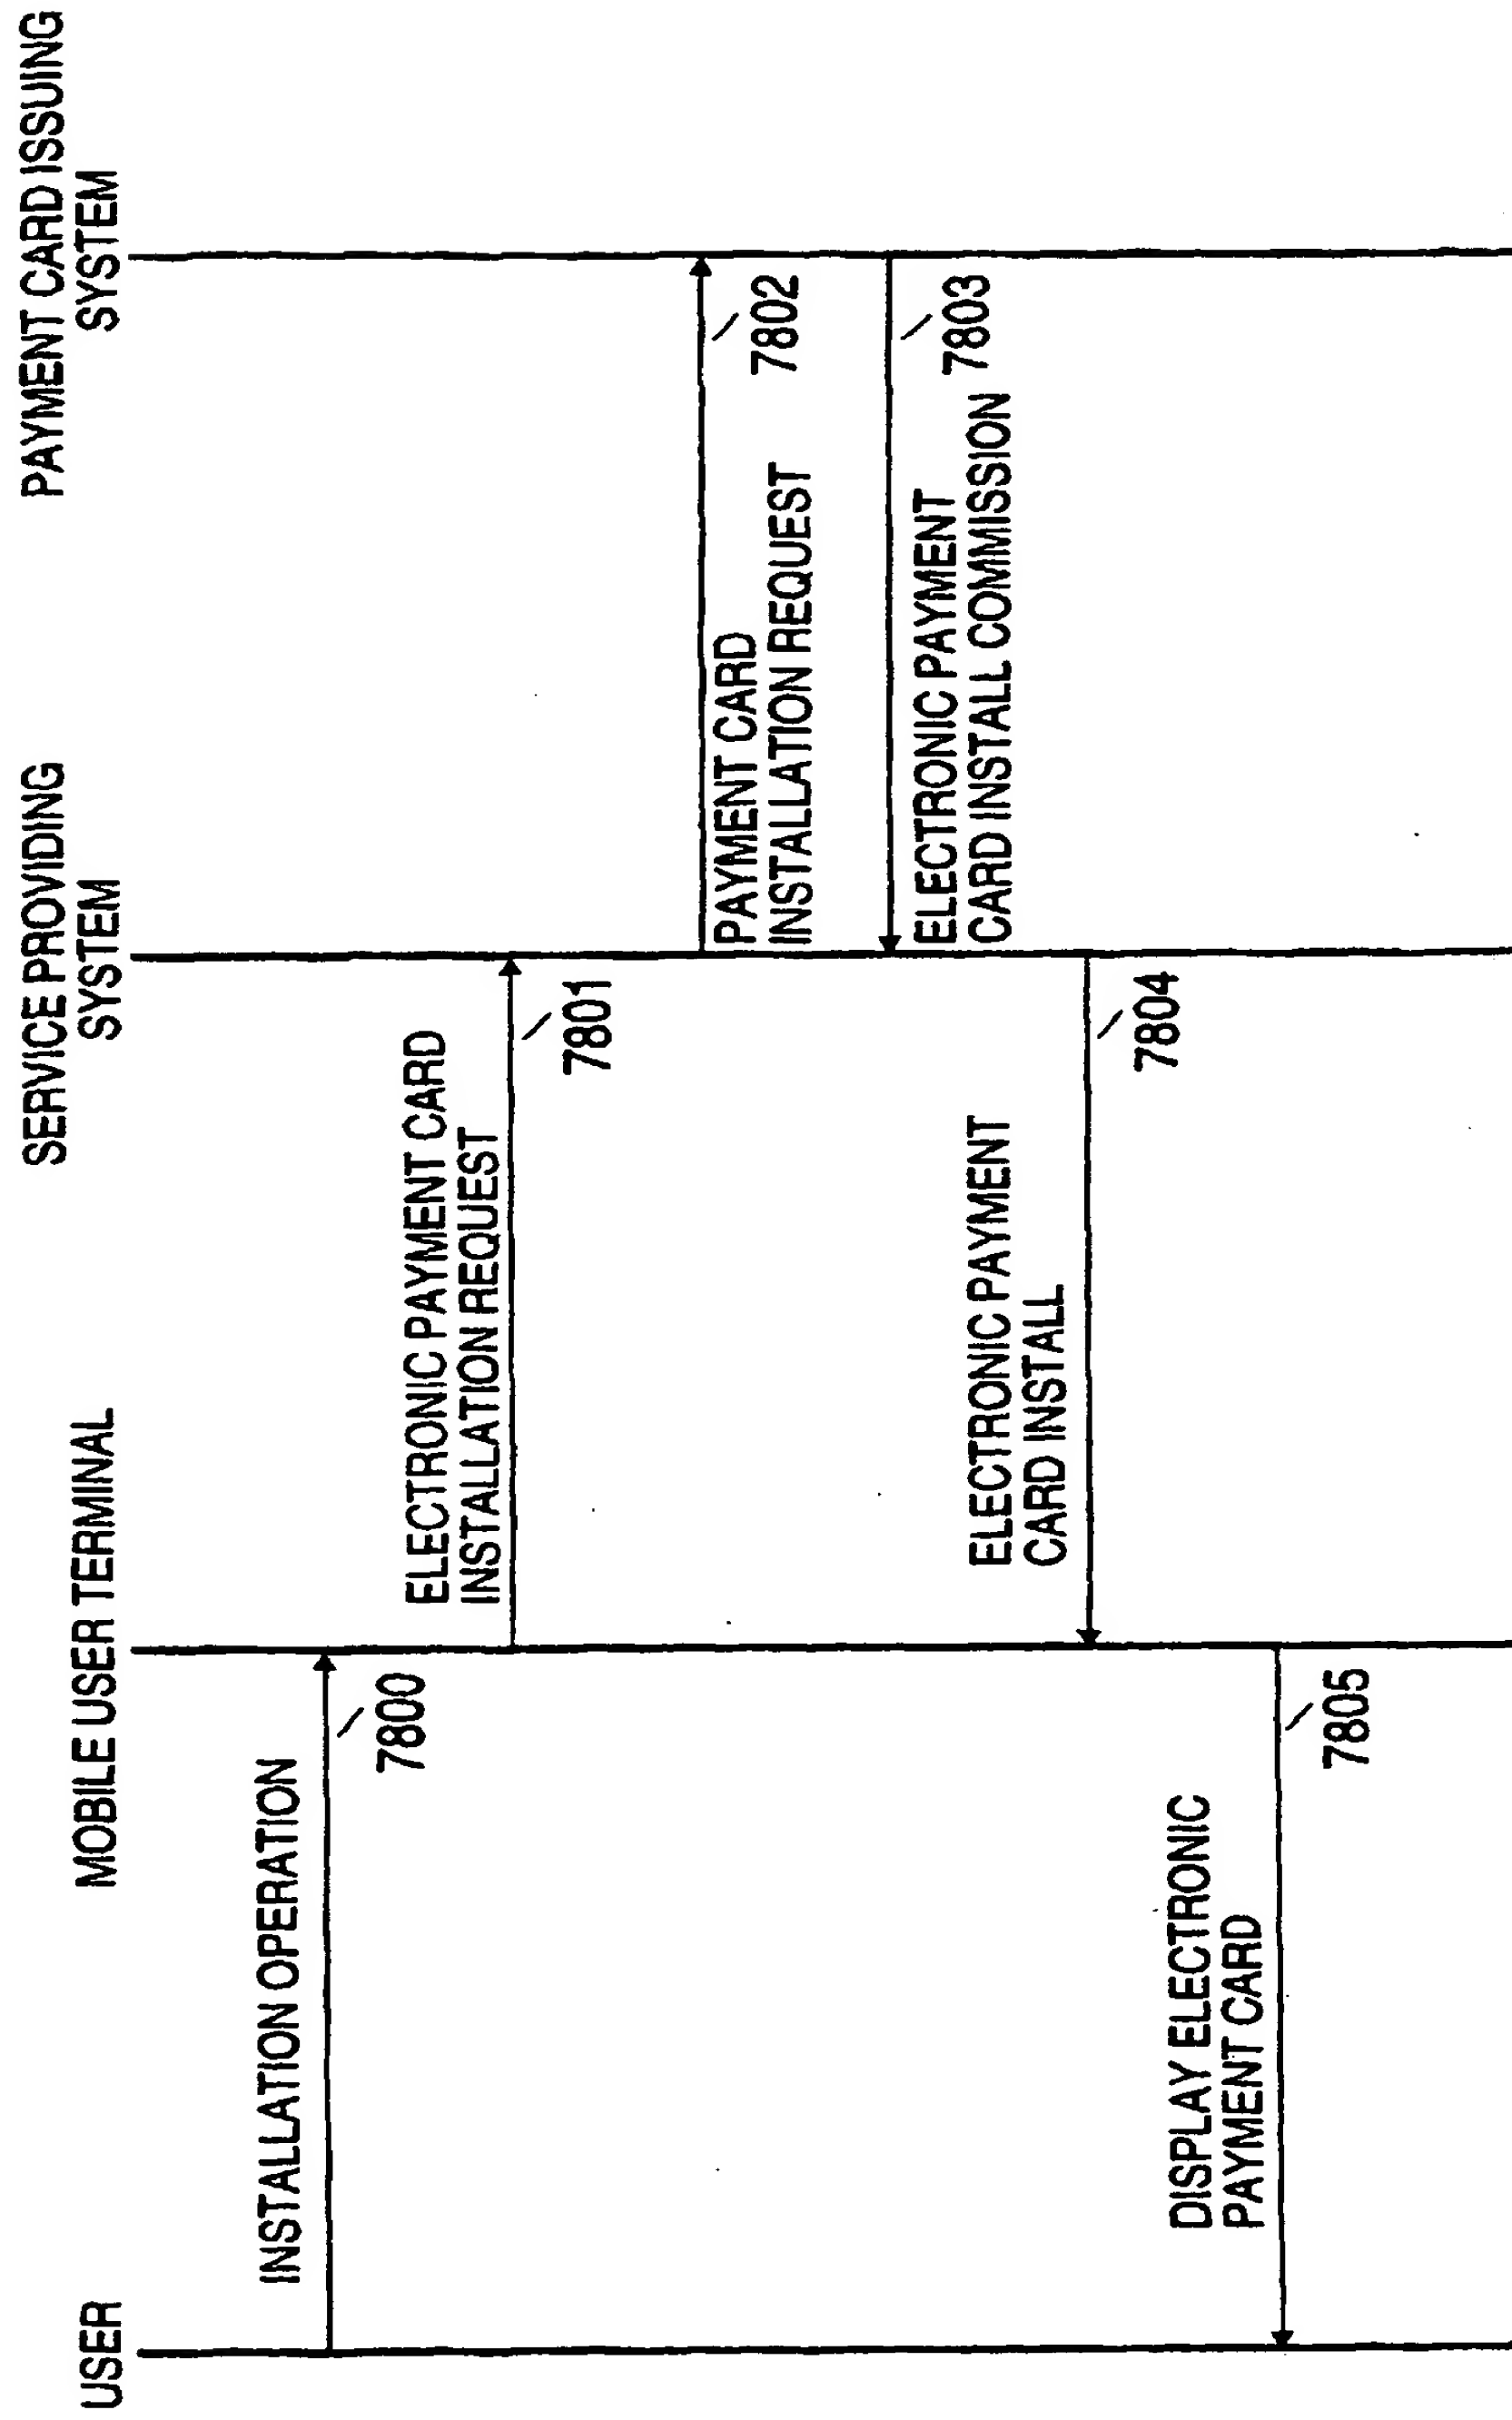 USER
MOBILE USER TERMINAL
SERVICE PROVIDING
SYSTEM
PAYMENT CARD ISSUING
SYSTEM
INSTALLATION OPERATION
7800
ELECTRONIC PAYMENT CARD
INSTALLATION REQUEST
7801
PAYMENT CARD
INSTALLATION REQUEST
7802
ELECTRONIC PAYMENT
CARD INSTALL COMMISSION
7803
ELECTRONIC PAYMENT
CARD INSTALL
7804
DISPLAY ELECTRONIC
PAYMENT CARD
7805